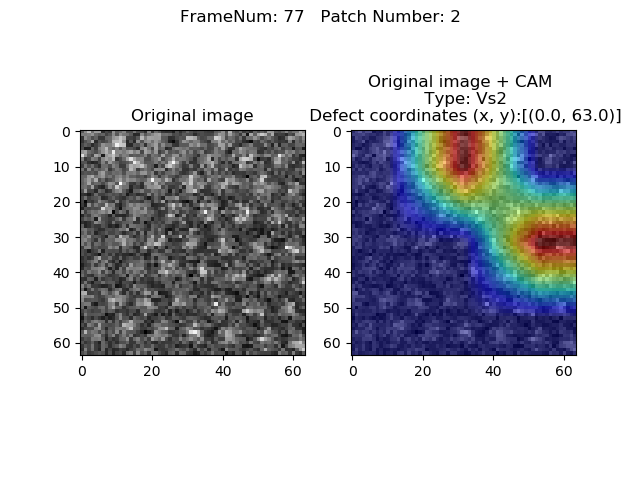 FrameNum: 77   Patch Number: 2
Original image
0
10
20
30
40
50
60
0 20 40 60
Original image + CAM
Type: Vs2
Defect coordinates (x, y):[(0.0, 63.0)]
0
10
20
30
40
50
60
0 20 40 60